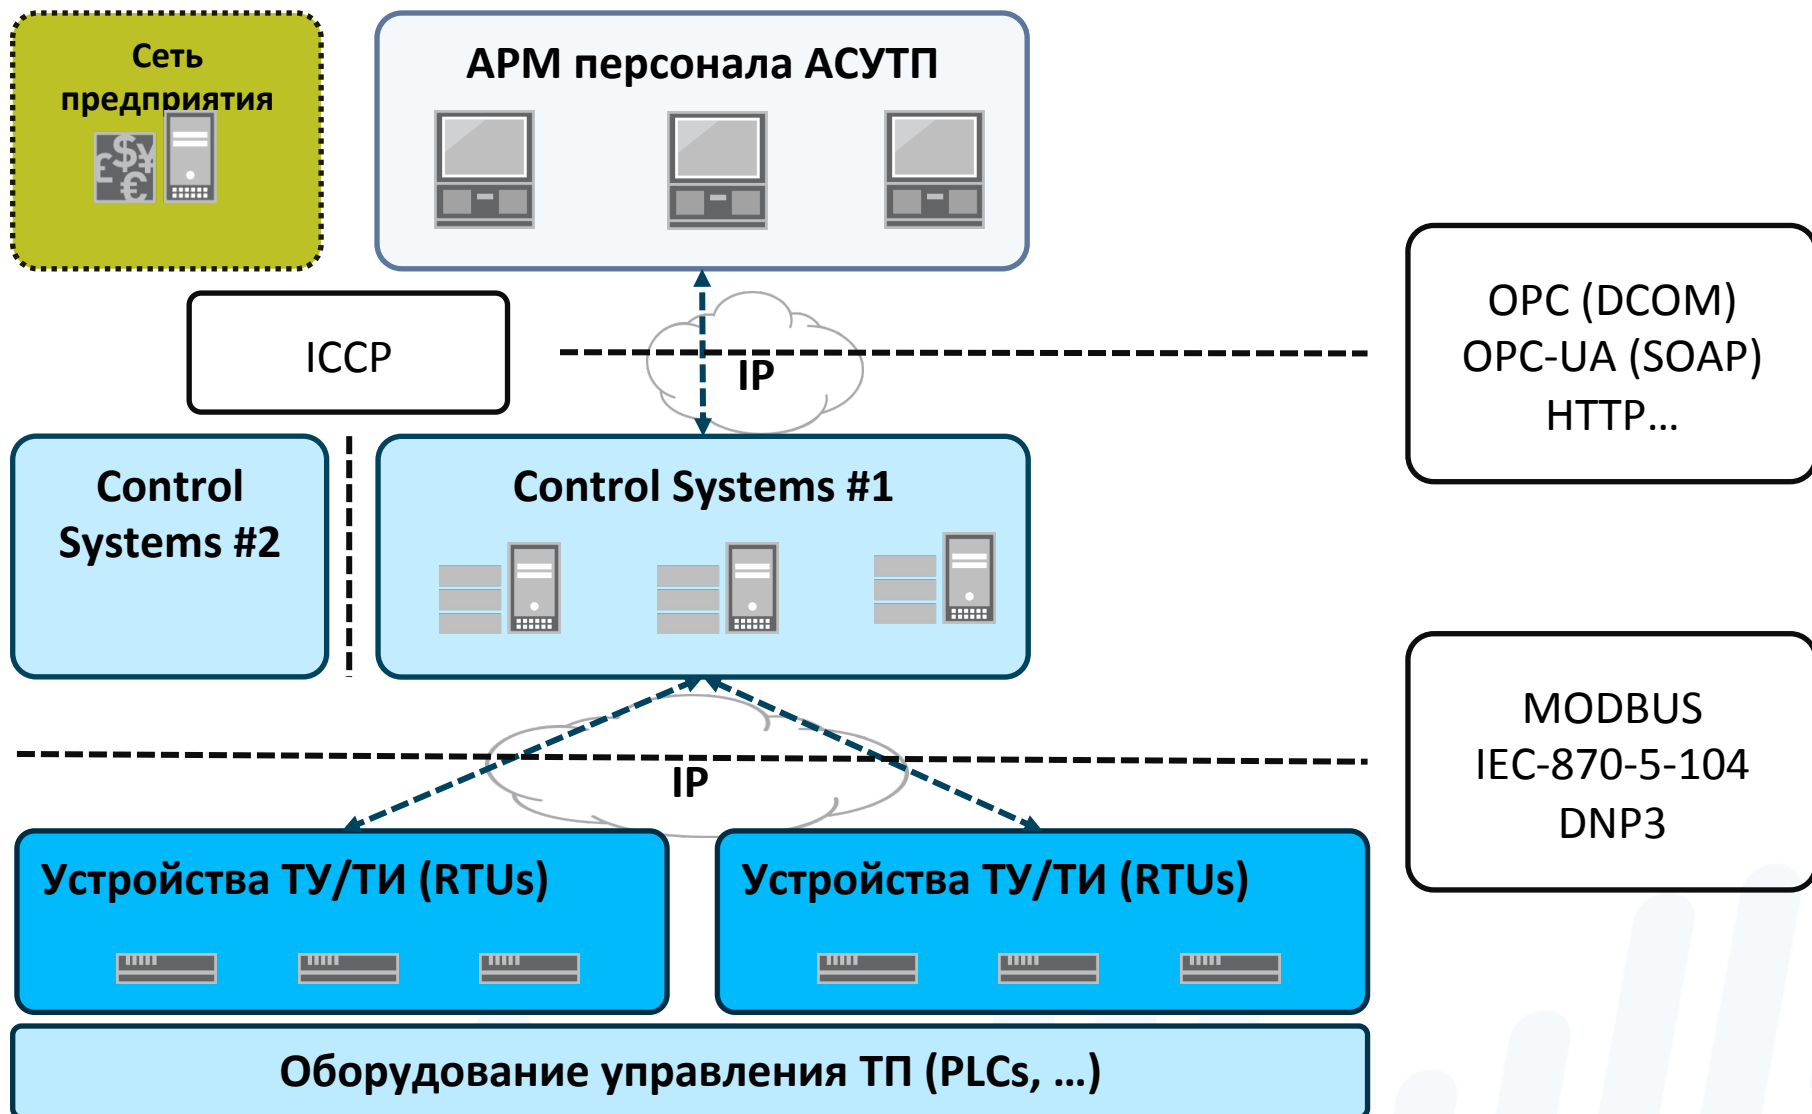 Сеть
предприятия
$
£
¥
€
АРМ персонала АСУТП
ICCP
IP
OPC (DCOM)
OPC-UA (SOAP)
HTTP...
Control
Systems #2
Control Systems #1
IP
MODBUS
IEC-870-5-104
DNP3
Устройства ТУ/ТИ (RTUs)
Устройства ТУ/ТИ (RTUs)
Оборудование управления ТП (PLCs, ...)